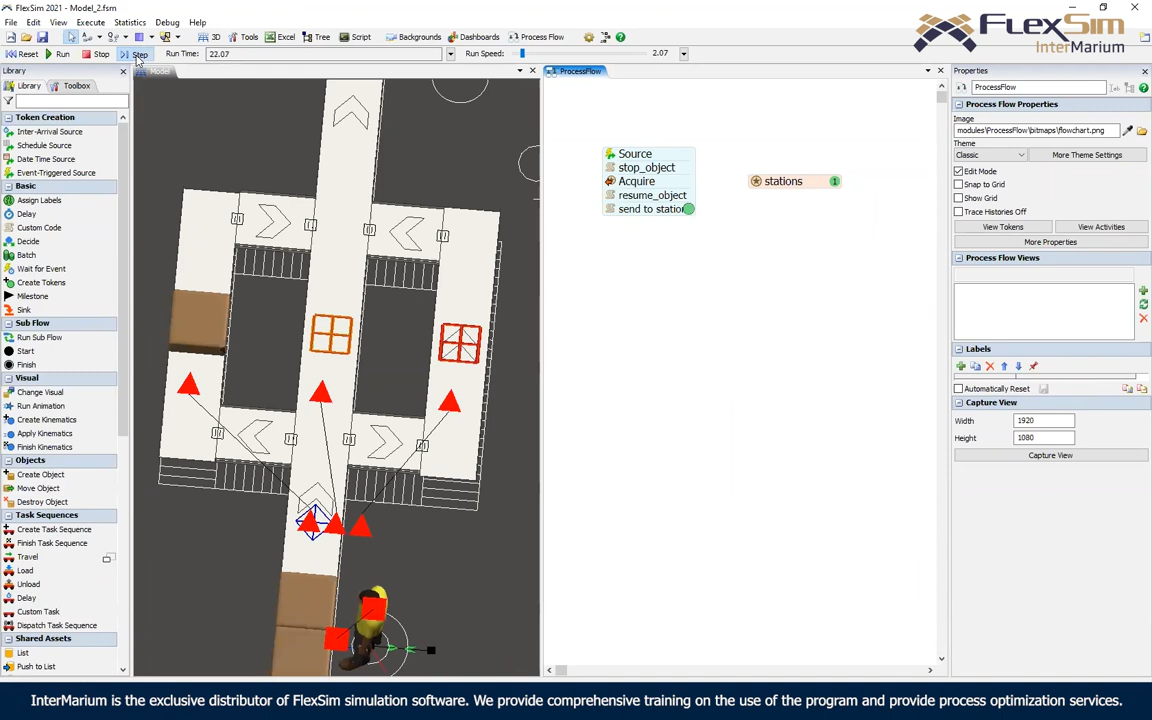 FlexSim 2021 - Model_2.fsm
File Edit View Execute Statistics Debug Help
3D Tools Excel Tree Script Backgrounds Dashboards Process Flow
FLEXSIM
InterMarium
Reset Run Stop Step Run Time: 22.07 Run Speed: 2.07
Library
Library Toolbox
Token Creation
Inter-Arrival Source
Schedule Source
Date Time Source
Event-Triggered Source
Basic
Assign Labels
Delay
Custom Code
Decide
Batch
Wait for Event
Create Tokens
Milestone
Sink
Sub Flow
Run Sub Flow
Start
Finish
Visual
Change Visual
Run Animation
Create Kinematics
Apply Kinematics
Finish Kinematics
Objects
Create Object
Move Object
Destroy Object
Task Sequences
Create Task Sequence
Finish Task Sequence
Travel
Load
Unload
Delay
Custom Task
Dispatch Task Sequence
Shared Assets
List
Push to List
Model
ProcessFlow
Source
stop_object
Acquire
resume_object
send to station
stations 1
Properties
ProcessFlow
Process Flow Properties
Image
modules\ProcessFlow\bitmaps\flowchart.png
Theme
Classic More Theme Settings
Edit Mode
Snap to Grid
Show Grid
Trace Histories Off
View Tokens View Activities
More Properties
Process Flow Views
Labels
Automatically Reset
Capture View
Width 1920
Height 1080
Capture View
InterMarium is the exclusive distributor of FlexSim simulation software. We provide comprehensive training on the use of the program and provide process optimization services.